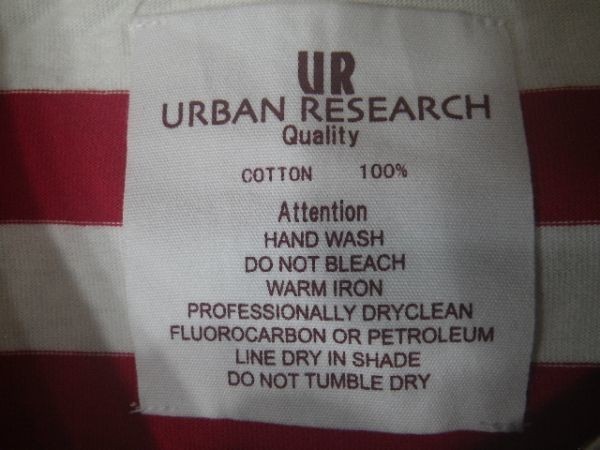 UR
URBAN RESEARCH
Quality
COTTON 100%
Attention
HAND WASH
DO NOT BLEACH
WARM IRON
PROFESSIONALLY DRYCLEAN
FLUOROCARBON OR PETROLEUM
LINE DRY IN SHADE
DO NOT TUMBLE DRY